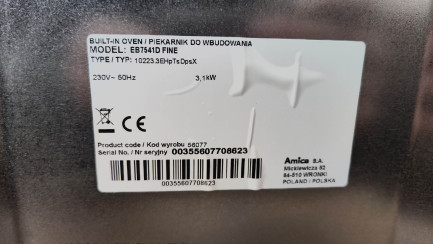 BUILT-IN OVEN / PIEKARNIK DO WBUDOWANIA
MODEL: EB7541D FINE
TYPE / TYP: 10223.3EHpTsDpsX
230V~ 50Hz 3,1kW
Product code / Kod wyrobu 56077
Serial No. / Nr seryjny 00355607708623
00355607708623
Amica S.A.
Mickiewicza 52
64-510 WRONKI
POLAND / POLSKA